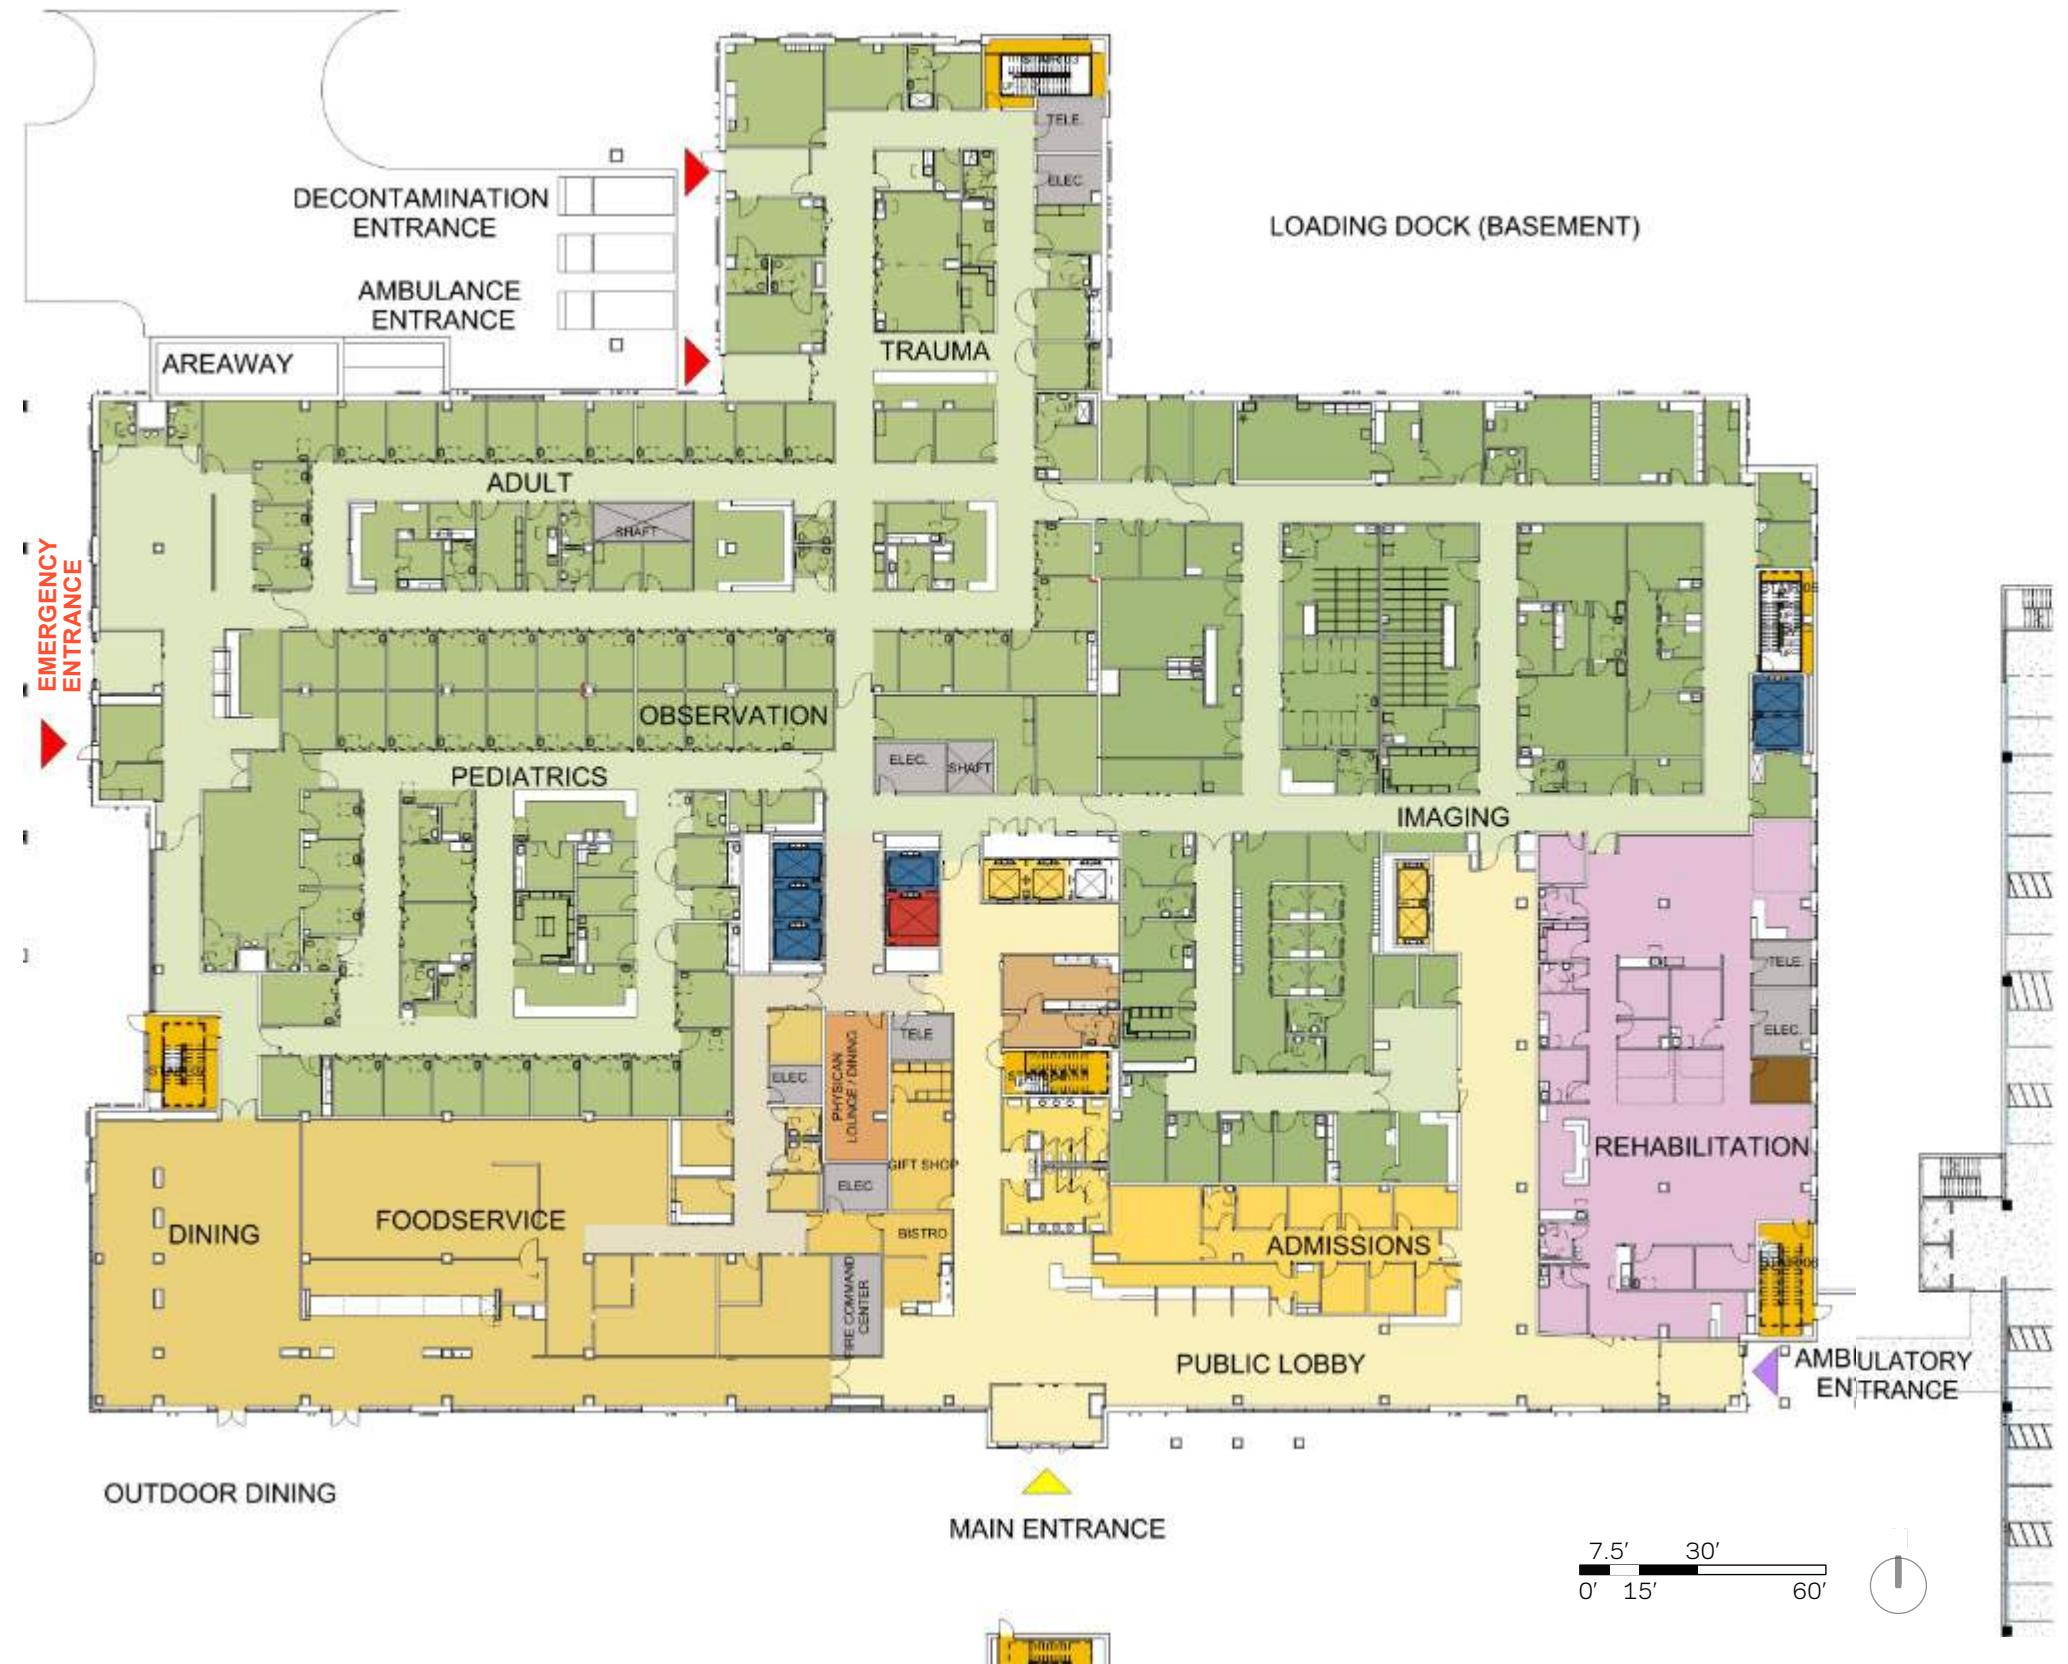 TELE.
ELEC.
DECONTAMINATION
ENTRANCE
LOADING DOCK (BASEMENT)
AMBULANCE
ENTRANCE
TRAUMA
AREAWAY
ADULT
SHAFT
EMERGENCY
ENTRANCE
OBSERVATION
ELEC.
SHAFT
PEDIATRICS
IMAGING
TELE.
ELEC.
TELE
ELEC.
PHYSICAN
LOUNGE / DINING
GIFT SHOP
ELEC
REHABILITATION
DINING
FOODSERVICE
BISTRO
ADMISSIONS
FIRE COMMAND
CENTER
PUBLIC LOBBY
AMBULATORY
ENTRANCE
OUTDOOR DINING
MAIN ENTRANCE
7.5' 30'
0' 15' 60'